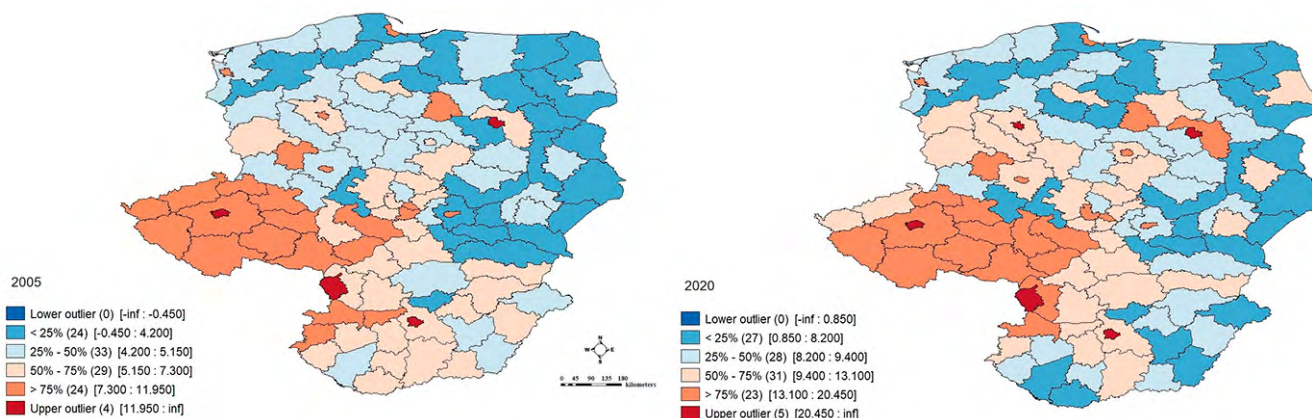 2005
Lower outlier (0) [-inf : -0.450]
< 25% (24) [-0.450 : 4.200]
25% - 50% (33) [4.200 : 5.150]
50% - 75% (29) [5.150 : 7.300]
> 75% (24) [7.300 : 11.950]
Upper outlier (4) [11.950 : inf]
N
W E
S
0 45 90 135 180
kilometers
2020
Lower outlier (0) [-inf : 0.850]
< 25% (27) [0.850 : 8.200]
25% - 50% (28) [8.200 : 9.400]
50% - 75% (31) [9.400 : 13.100]
> 75% (23) [13.100 : 20.450]
Upper outlier (5) [20.450 : inf]